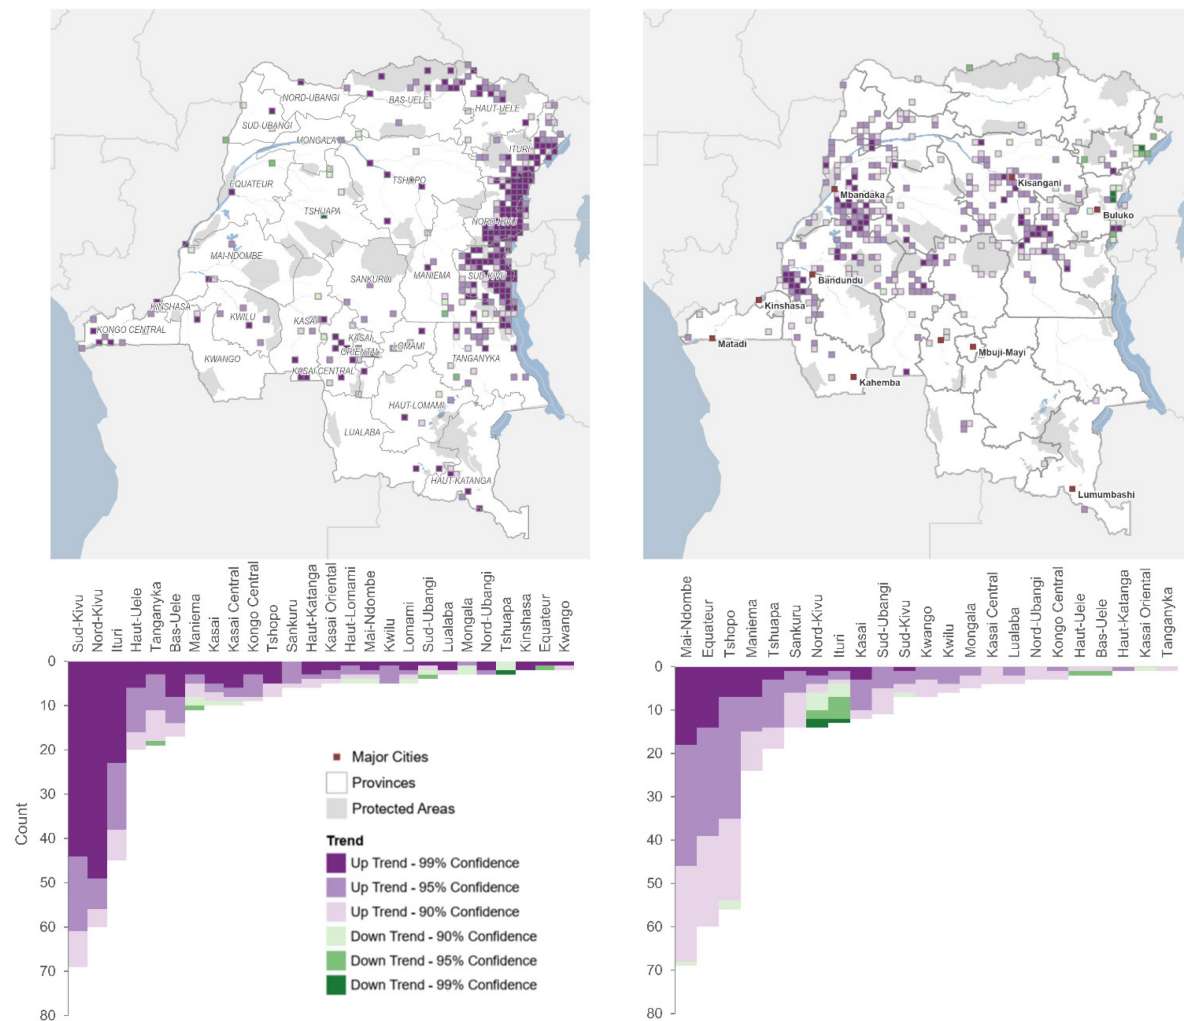 NORD-UBANGI
BAS-UELE
HAUT-UELE
SUD-UBANGI
MONGALA
ITURI
EQUATEUR
TSHOPO
TSHUAPA
NORD-KIVU
MAI-NDOMBE
SANKURU
MANIEMA
SUD-KIVU
KINSHASA
KONGO CENTRAL
KWILU
KASAI
KASAI
ORIENTAL
LOMAMI
KWANGO
KASAI-CENTRAL
TANGANYKA
HAUT-LOMAMI
LUALABA
HAUT-KATANGA
Kisangani
Mbandaka
Buluko
Bandundu
Kinshasa
Matadi
Mbuji-Mayi
Kahemba
Lumumbashi
Sud-Kivu
Nord-Kivu
Ituri
Haut-Uele
Tanganyka
Bas-Uele
Maniema
Kasai
Kasai Central
Kongo Central
Tshopo
Sankuru
Haut-Katanga
Kasai Oriental
Haut-Lomami
Mai-Ndombe
Kwilu
Lomami
Sud-Ubangi
Lualaba
Mongala
Nord-Ubangi
Tshuapa
Kinshasa
Equateur
Kwango
0
10
20
30
40
50
60
70
80
Count
Major Cities
Provinces
Protected Areas
Trend
Up Trend - 99% Confidence
Up Trend - 95% Confidence
Up Trend - 90% Confidence
Down Trend - 90% Confidence
Down Trend - 95% Confidence
Down Trend - 99% Confidence
Mai-Ndombe
Equateur
Tshopo
Maniema
Tshuapa
Sankuru
Nord-Kivu
Ituri
Kasai
Sud-Ubangi
Sud-Kivu
Kwango
Kwilu
Mongala
Kasai Central
Lualaba
Nord-Ubangi
Kongo Central
Haut-Uele
Bas-Uele
Haut-Katanga
Kasai Oriental
Tanganyka
0
10
20
30
40
50
60
70
80